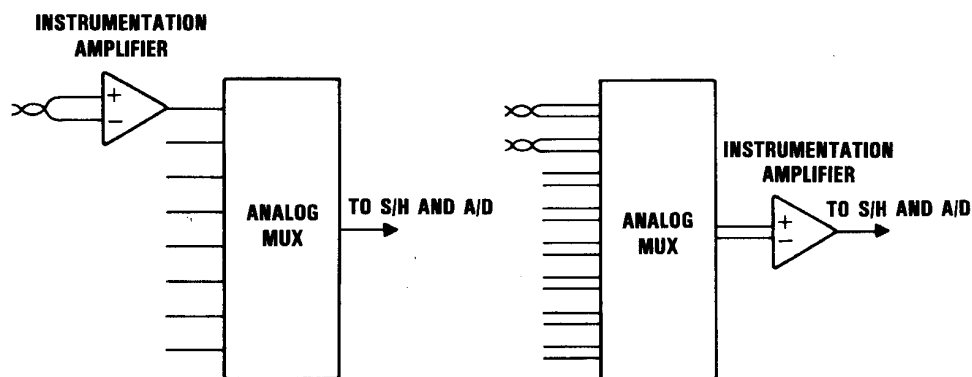 INSTRUMENTATION
AMPLIFIER
+
−
ANALOG
MUX
TO S/H AND A/D
ANALOG
MUX
INSTRUMENTATION
AMPLIFIER
+
−
TO S/H AND A/D